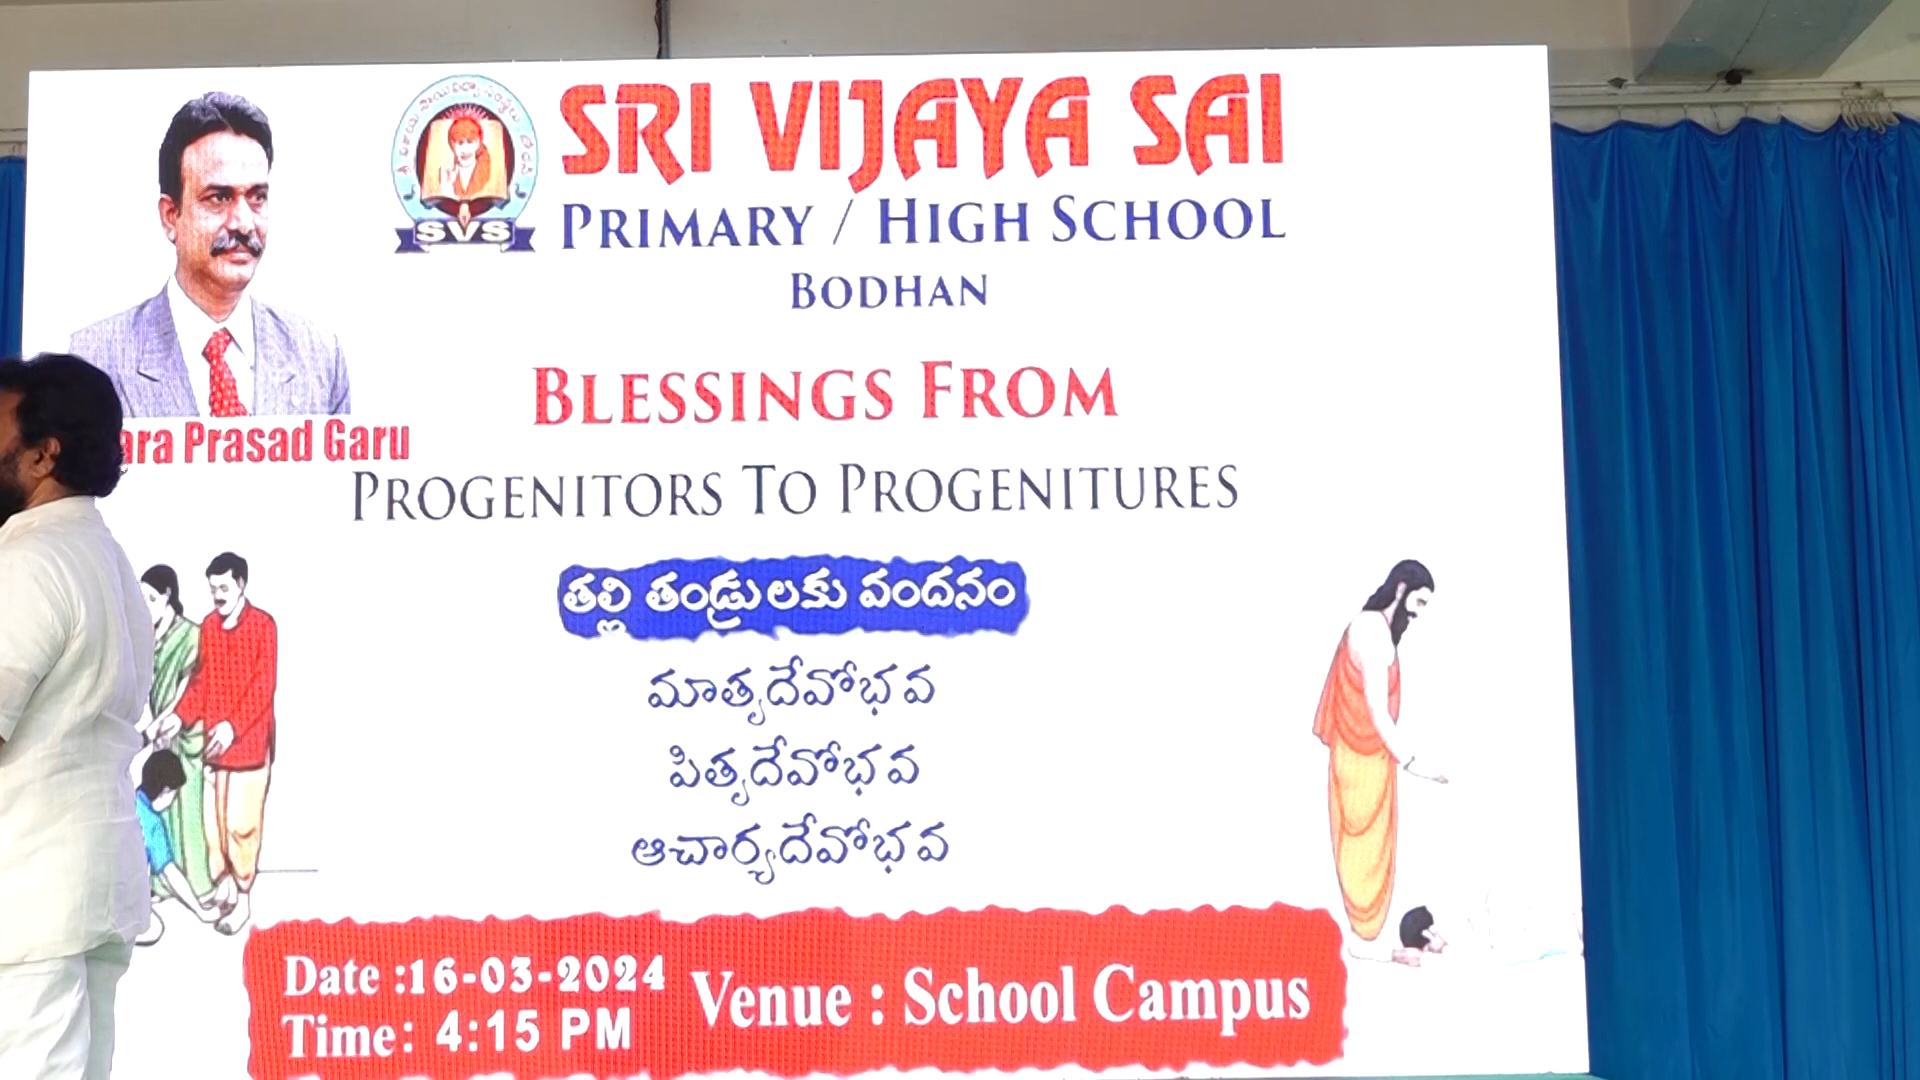 SRI VIJAYA SAI
SVS
PRIMARY / HIGH SCHOOL
BODHAN
BLESSINGS FROM
Prasad Garu
PROGENITORS TO PROGENITURES
తల్లి తండ్రులకు వందనం
మాతృదేవోభవ
పితృదేవోభవ
ఆచార్యదేవోభవ
Date :16-03-2024
Time: 4:15 PM
Venue : School Campus